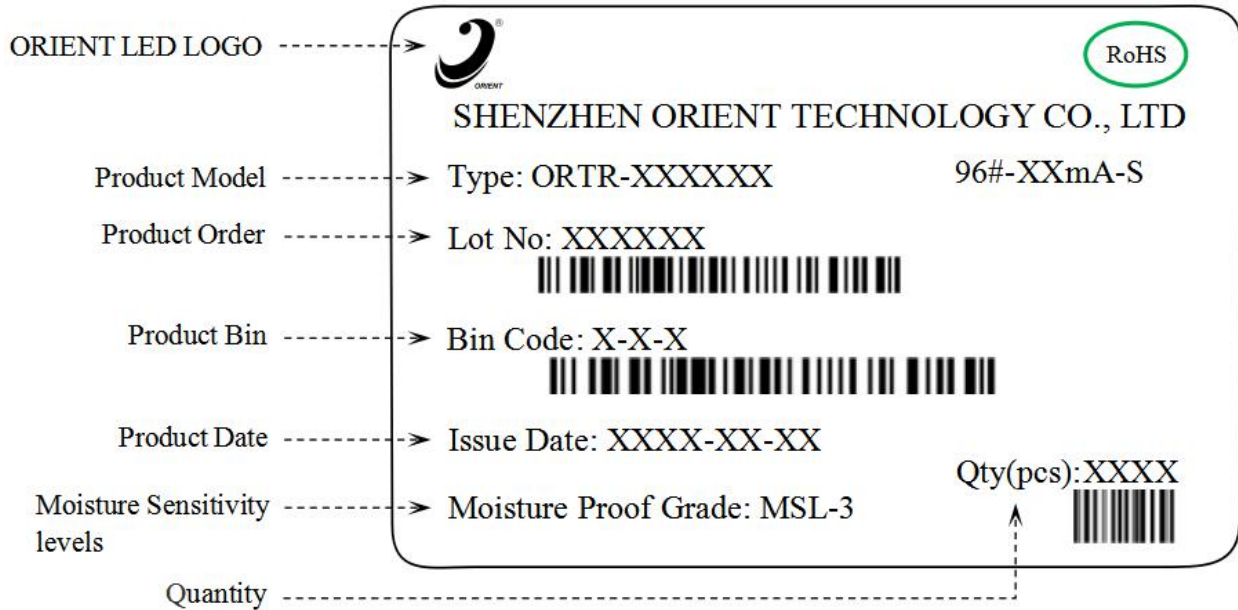 ORIENT LED LOGO
®
ORIENT
RoHS
SHENZHEN ORIENT TECHNOLOGY CO., LTD
Product Model
Type: ORTR-XXXXXX
96#-XXmA-S
Product Order
Lot No: XXXXXX
Product Bin
Bin Code: X-X-X
Product Date
Issue Date: XXXX-XX-XX
Qty(pcs):XXXX
Moisture Sensitivity
levels
Moisture Proof Grade: MSL-3
Quantity